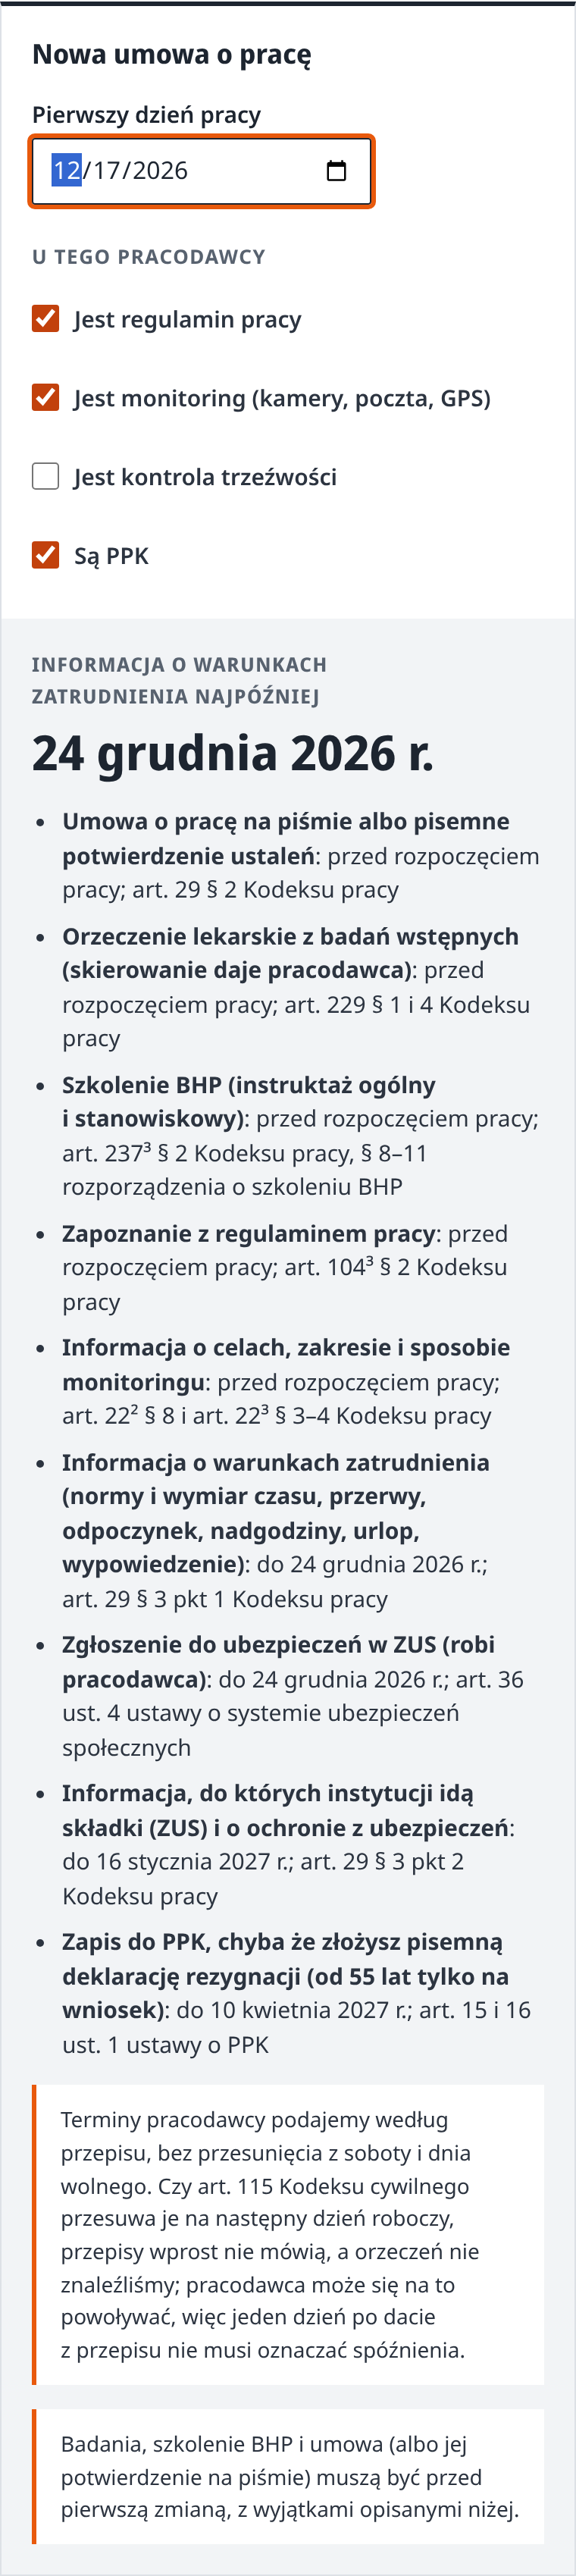 Nowa umowa o pracę
Pierwszy dzień pracy
12/17/2026
U TEGO PRACODAWCY
Jest regulamin pracy
Jest monitoring (kamery, poczta, GPS)
Jest kontrola trzeźwości
Są PPK
INFORMACJA O WARUNKACH
ZATRUDNIENIA NAJPÓŹNIEJ
24 grudnia 2026 r.
• Umowa o pracę na piśmie albo pisemne
potwierdzenie ustaleń: przed rozpoczęciem
pracy; art. 29 § 2 Kodeksu pracy
• Orzeczenie lekarskie z badań wstępnych
(skierowanie daje pracodawca): przed
rozpoczęciem pracy; art. 229 § 1 i 4 Kodeksu
pracy
• Szkolenie BHP (instruktaż ogólny
i stanowiskowy): przed rozpoczęciem pracy;
art. 237³ § 2 Kodeksu pracy, § 8–11
rozporządzenia o szkoleniu BHP
• Zapoznanie z regulaminem pracy: przed
rozpoczęciem pracy; art. 104³ § 2 Kodeksu
pracy
• Informacja o celach, zakresie i sposobie
monitoringu: przed rozpoczęciem pracy;
art. 22² § 8 i art. 22³ § 3–4 Kodeksu pracy
• Informacja o warunkach zatrudnienia
(normy i wymiar czasu, przerwy,
odpoczynek, nadgodziny, urlop,
wypowiedzenie): do 24 grudnia 2026 r.;
art. 29 § 3 pkt 1 Kodeksu pracy
• Zgłoszenie do ubezpieczeń w ZUS (robi
pracodawca): do 24 grudnia 2026 r.; art. 36
ust. 4 ustawy o systemie ubezpieczeń
społecznych
• Informacja, do których instytucji idą
składki (ZUS) i o ochronie z ubezpieczeń:
do 16 stycznia 2027 r.; art. 29 § 3 pkt 2
Kodeksu pracy
• Zapis do PPK, chyba że złożysz pisemną
deklarację rezygnacji (od 55 lat tylko na
wniosek): do 10 kwietnia 2027 r.; art. 15 i 16
ust. 1 ustawy o PPK
Terminy pracodawcy podajemy według
przepisu, bez przesunięcia z soboty i dnia
wolnego. Czy art. 115 Kodeksu cywilnego
przesuwa je na następny dzień roboczy,
przepisy wprost nie mówią, a orzeczeń nie
znaleźliśmy; pracodawca może się na to
powoływać, więc jeden dzień po dacie
z przepisu nie musi oznaczać spóźnienia.
Badania, szkolenie BHP i umowa (albo jej
potwierdzenie na piśmie) muszą być przed
pierwszą zmianą, z wyjątkami opisanymi niżej.